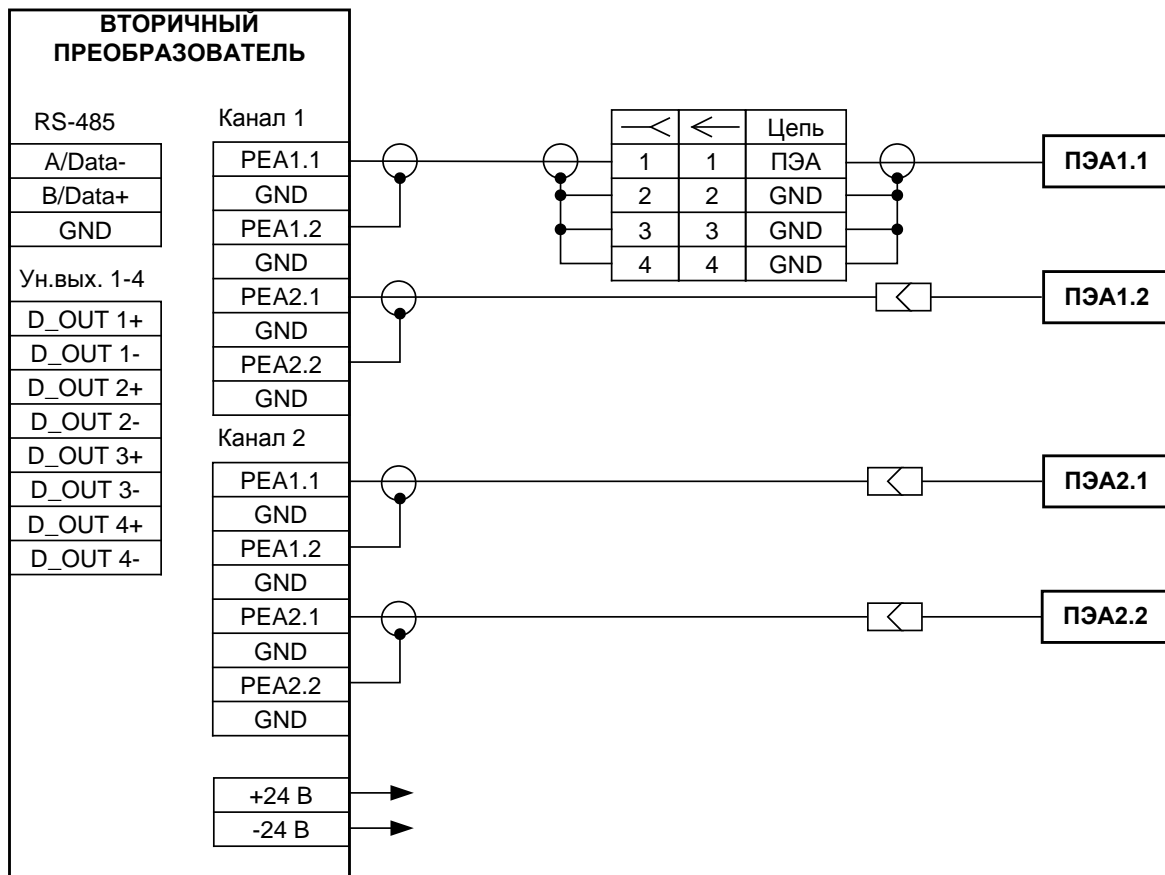 ВТОРИЧНЫЙ
ПРЕОБРАЗОВАТЕЛЬ
RS-485
A/Data-
B/Data+
GND
Ун.вых. 1-4
D_OUT 1+
D_OUT 1-
D_OUT 2+
D_OUT 2-
D_OUT 3+
D_OUT 3-
D_OUT 4+
D_OUT 4-
Канал 1
PEA1.1
GND
PEA1.2
GND
PEA2.1
GND
PEA2.2
GND
Канал 2
PEA1.1
GND
PEA1.2
GND
PEA2.1
GND
PEA2.2
GND
+24 В
-24 В
Цепь
1 1 ПЭА
2 2 GND
3 3 GND
4 4 GND
ПЭА1.1
ПЭА1.2
ПЭА2.1
ПЭА2.2